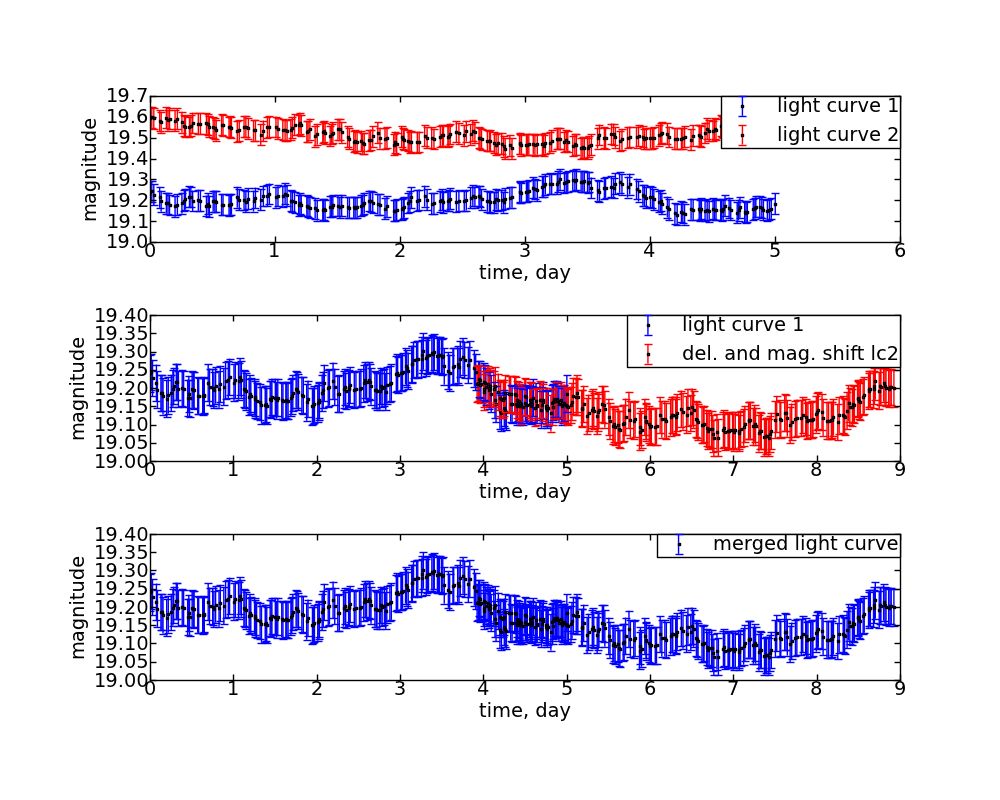 19.7
19.6
19.5
19.4
19.3
19.2
19.1
19.0
magnitude
light curve 1
light curve 2
0 1 2 3 4 5 6
time, day
19.40
19.35
19.30
19.25
19.20
19.15
19.10
19.05
19.00
magnitude
light curve 1
del. and mag. shift lc2
0 1 2 3 4 5 6 7 8 9
time, day
19.40
19.35
19.30
19.25
19.20
19.15
19.10
19.05
19.00
magnitude
merged light curve
0 1 2 3 4 5 6 7 8 9
time, day